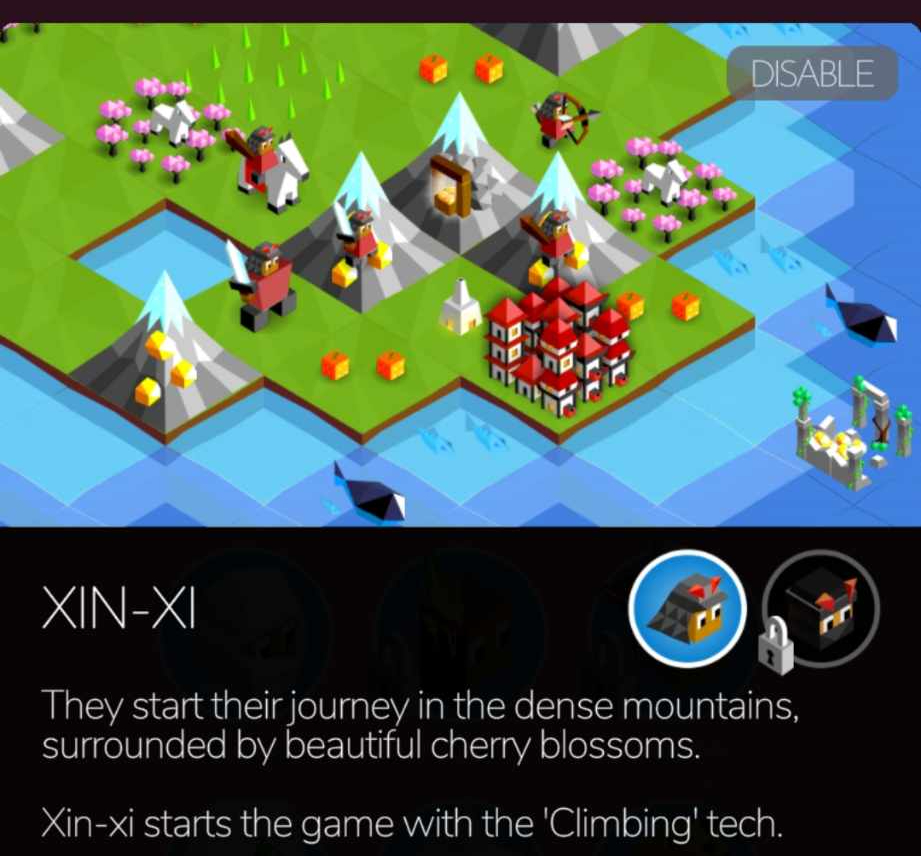 DISABLE
XIN-XI
They start their journey in the dense mountains,
surrounded by beautiful cherry blossoms.
Xin-xi starts the game with the 'Climbing' tech.